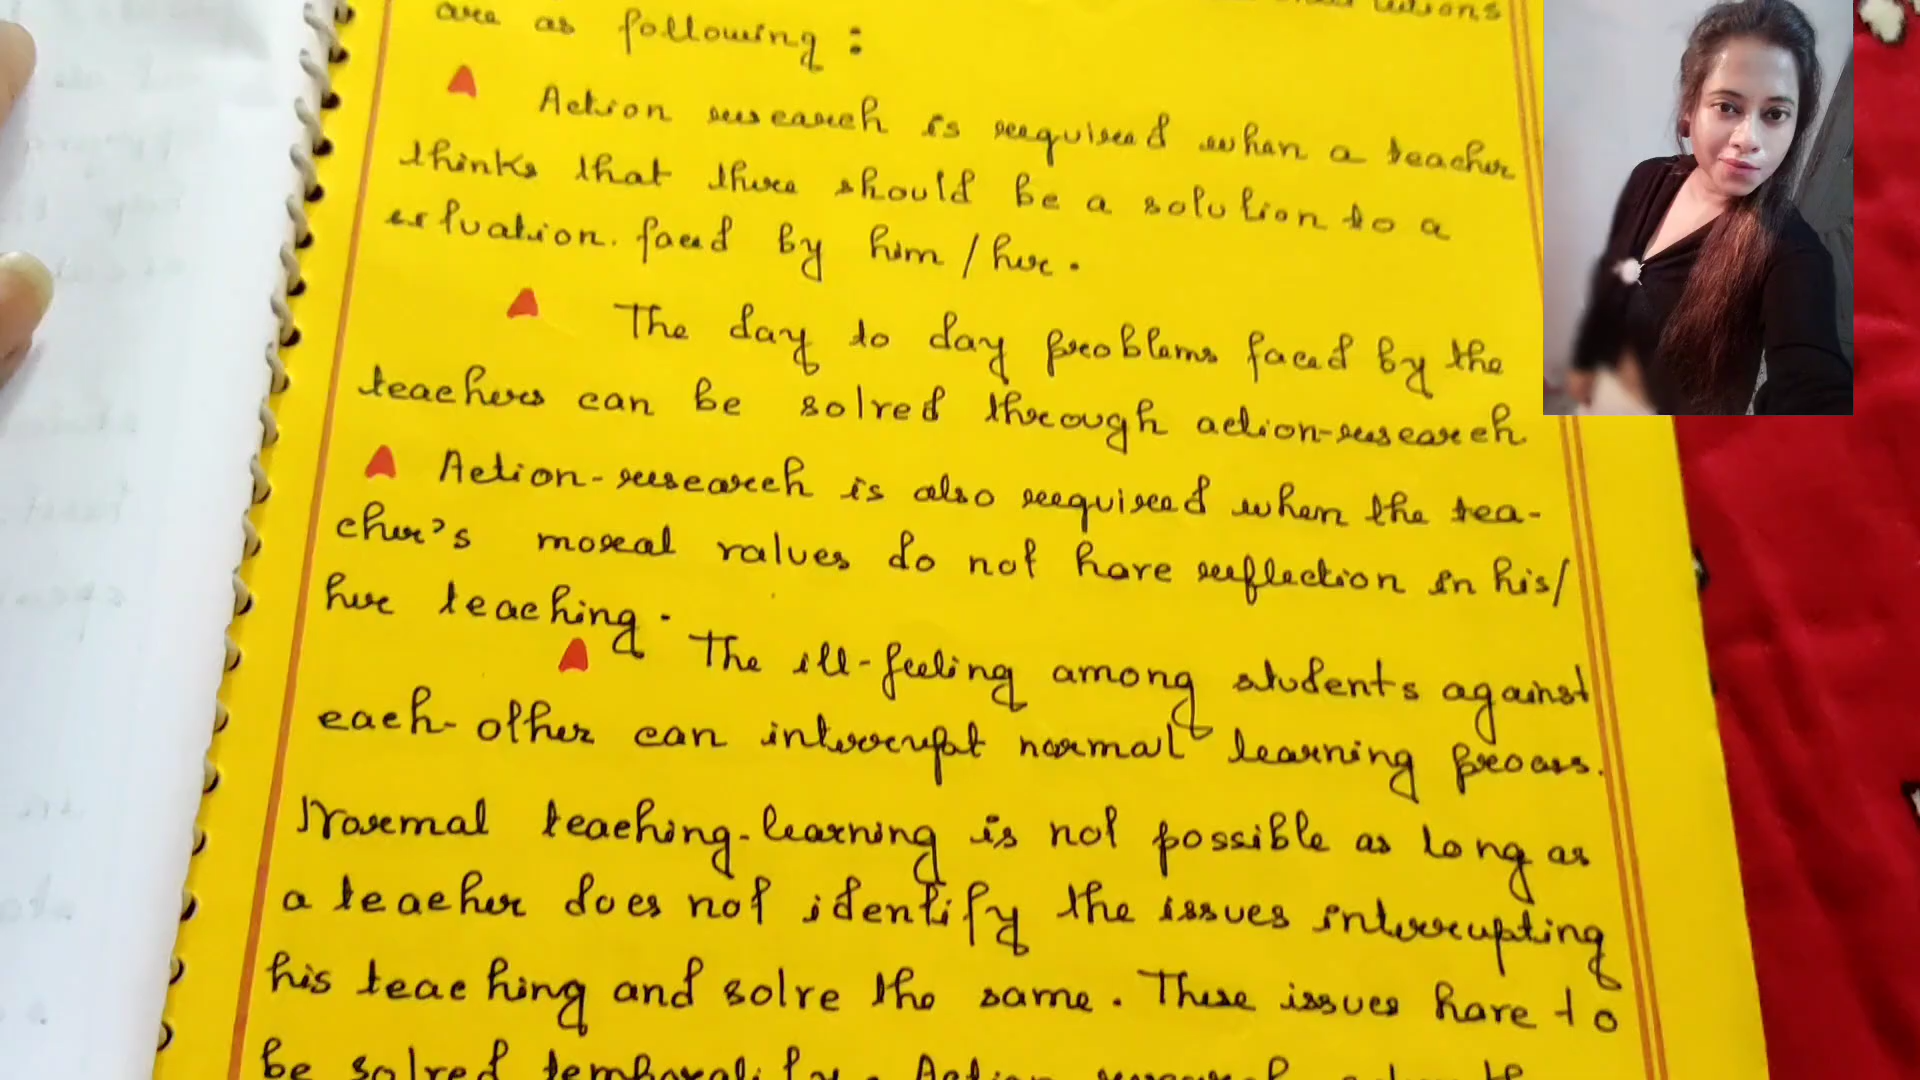 are as following :
Action research is required when a teacher
thinks that there should be a solution to a
situation. faced by him / her .
The day to day problems faced by the
teachers can be solved through action-research
Action-research is also required when the tea-
cher's moral values do not have reflection in his/
her teaching .
The ill-feeling among students against
each-other can interrupt normal learning process.
Normal teaching-learning is not possible as long as
a teacher does not identify the issues interrupting
his teaching and solve the same . These issues have to
be solved